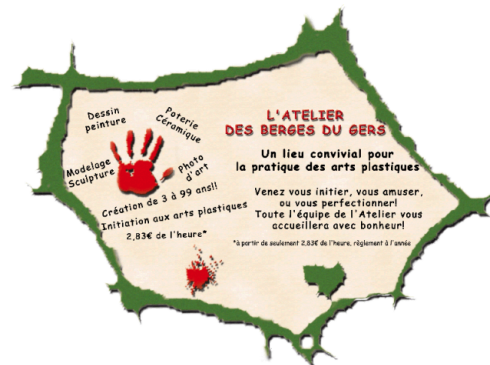 Dessin
peinture
Poterie
Céramique
Modelage
Sculpture
Photo
d'art
Création de 3 à 99 ans!!
Initiation aux arts plastiques
2,83€ de l'heure*
L'ATELIER
DES BERGES DU GERS
Un lieu convivial pour
la pratique des arts plastiques
Venez vous initier, vous amuser,
ou vous perfectionner!
Toute l'équipe de l'Atelier vous
accueillera avec bonheur!
*à partir de seulement 2,83€ de l'heure, règlement à l'année